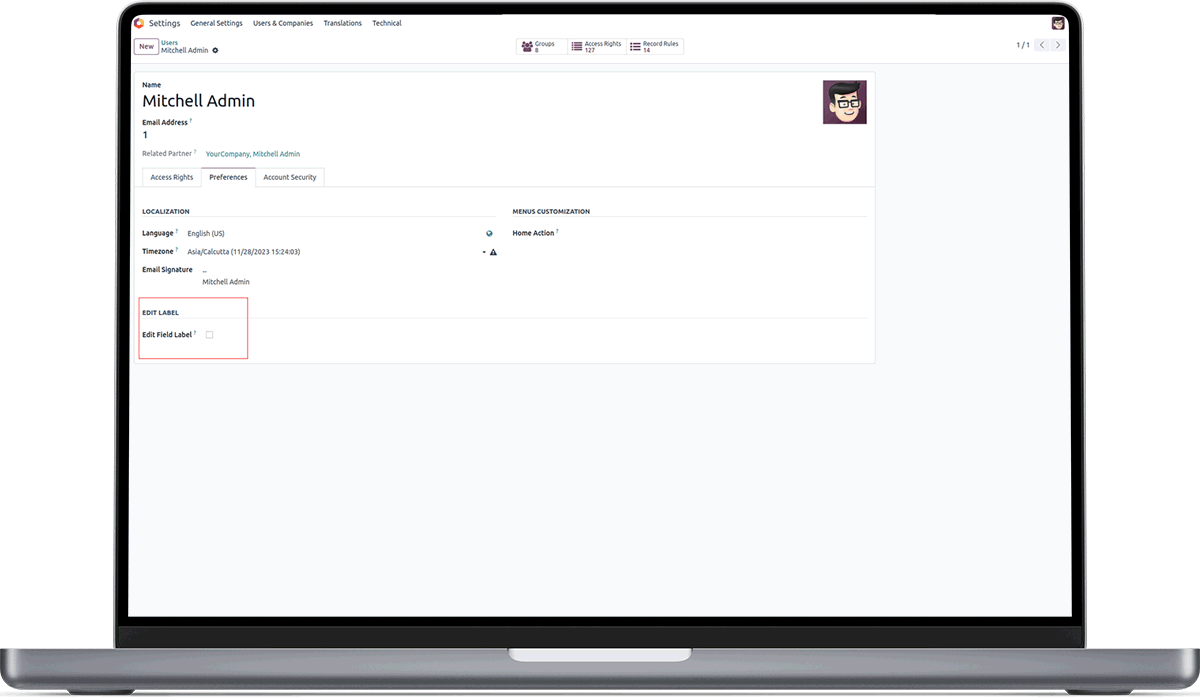 Settings General Settings Users & Companies Translations Technical
New Users
Mitchell Admin
Groups
8
Access Rights
127
Record Rules
14
1 / 1
Name
Mitchell Admin
Email Address ?
1
Related Partner ? YourCompany, Mitchell Admin
Access Rights Preferences Account Security
LOCALIZATION
Language ? English (US)
Timezone ? Asia/Calcutta (11/28/2023 15:24:03)
Email Signature --
Mitchell Admin
MENUS CUSTOMIZATION
Home Action ?
EDIT LABEL
Edit Field Label ?